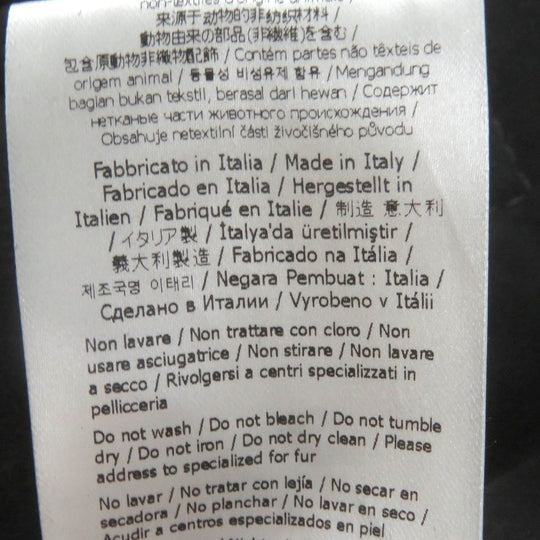 non-textiles d'origine animale /
来源于动物的非纺织材料 /
動物由来の部品(非繊維)を含む /
包含原動物非織物配飾 / Contém partes não têxteis de
origem animal / 동물성 비섬유제 함유 / Mengandung
bagian bukan tekstil, berasal dari hewan / Содержит
нетканые части животного происхождения /
Obsahuje netextilní části živočišného původu
Fabbricato in Italia / Made in Italy /
Fabricado en Italia / Hergestellt in
Italien / Fabriqué en Italie / 制造 意大利
/ イタリア製 / İtalya'da üretilmiştir /
義大利製造 / Fabricado na Itália /
제조국명 이태리 / Negara Pembuat : Italia /
Сделано в Италии / Vyrobeno v Itálii
Non lavare / Non trattare con cloro / Non
usare asciugatrice / Non stirare / Non lavare
a secco / Rivolgersi a centri specializzati in
pellicceria
Do not wash / Do not bleach / Do not tumble
dry / Do not iron / Do not dry clean / Please
address to specialized for fur
No lavar / No tratar con lejía / No secar en
secadora / No planchar / No lavar en seco /
Acudir a centros especializados en piel